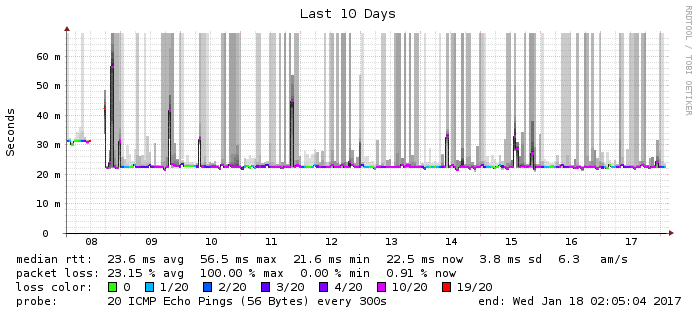 Last 10 Days
RRDTOOL / TOBI OETIKER
Seconds
60 m
50 m
40 m
30 m
20 m
10 m
0
08 09 10 11 12 13 14 15 16 17
median rtt: 23.6 ms avg 56.5 ms max 21.6 ms min 22.5 ms now 3.8 ms sd 6.3 am/s
packet loss: 23.15 % avg 100.00 % max 0.00 % min 0.91 % now
loss color: 0 1/20 2/20 3/20 4/20 10/20 19/20
probe: 20 ICMP Echo Pings (56 Bytes) every 300s end: Wed Jan 18 02:05:04 2017